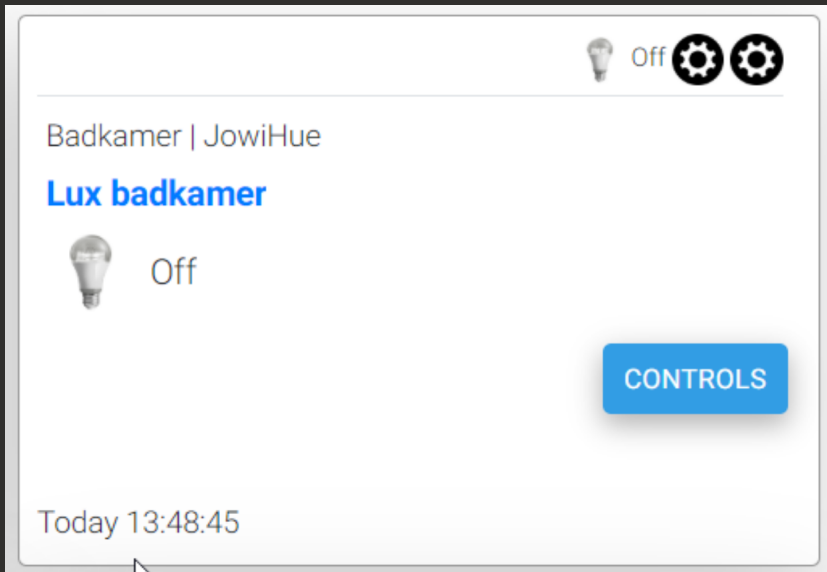 Off
Badkamer | JowiHue
Lux badkamer
Off
CONTROLS
Today 13:48:45